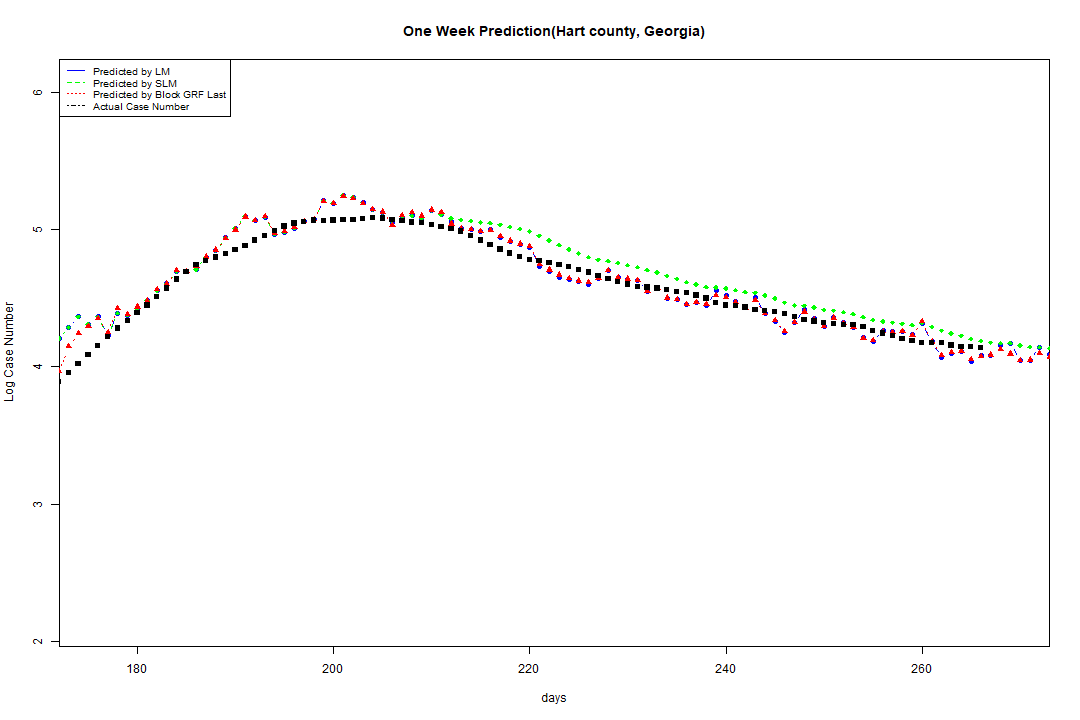 One Week Prediction(Hart county, Georgia)
Predicted by LM
Predicted by SLM
Predicted by Block GRF Last
Actual Case Number
6
5
4
3
2
Log Case Number
180
200
220
240
260
days